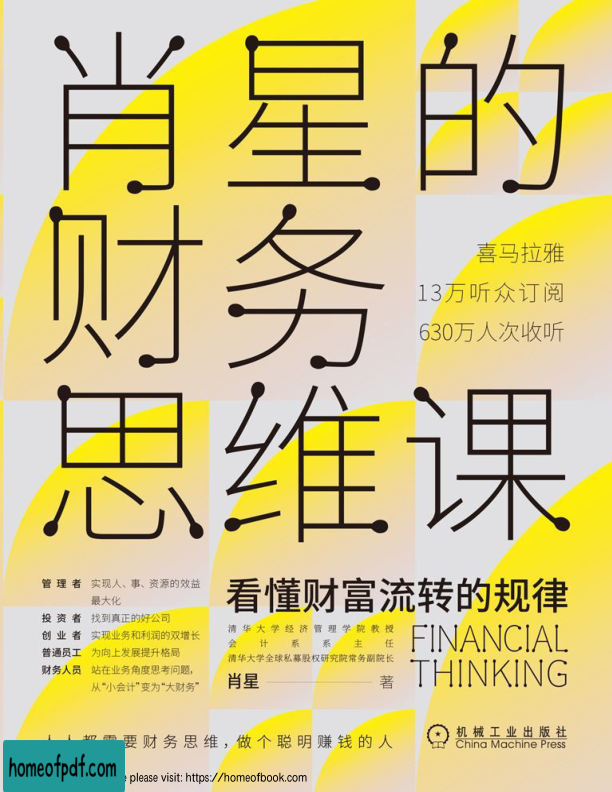 肖星的
财务
思维课
喜马拉雅
13万听众订阅
630万人次收听
管理者 实现人、事、资源的效益
最大化
投资者 找到真正的好公司
创业者 实现业务和利润的双增长
普通员工 为向上发展提升格局
财务人员 站在业务角度思考问题，
从“小会计”变为“大财务”
看懂财富流转的规律
清华大学经济管理学院教授
会计系系主任
清华大学全球私募股权研究院常务副院长
肖星 著
FINANCIAL
THINKING
机械工业出版社
China Machine Press
人人都需要财务思维，做个聪明赚钱的人
homeofpdf.com
please visit: https://homeofbook.com